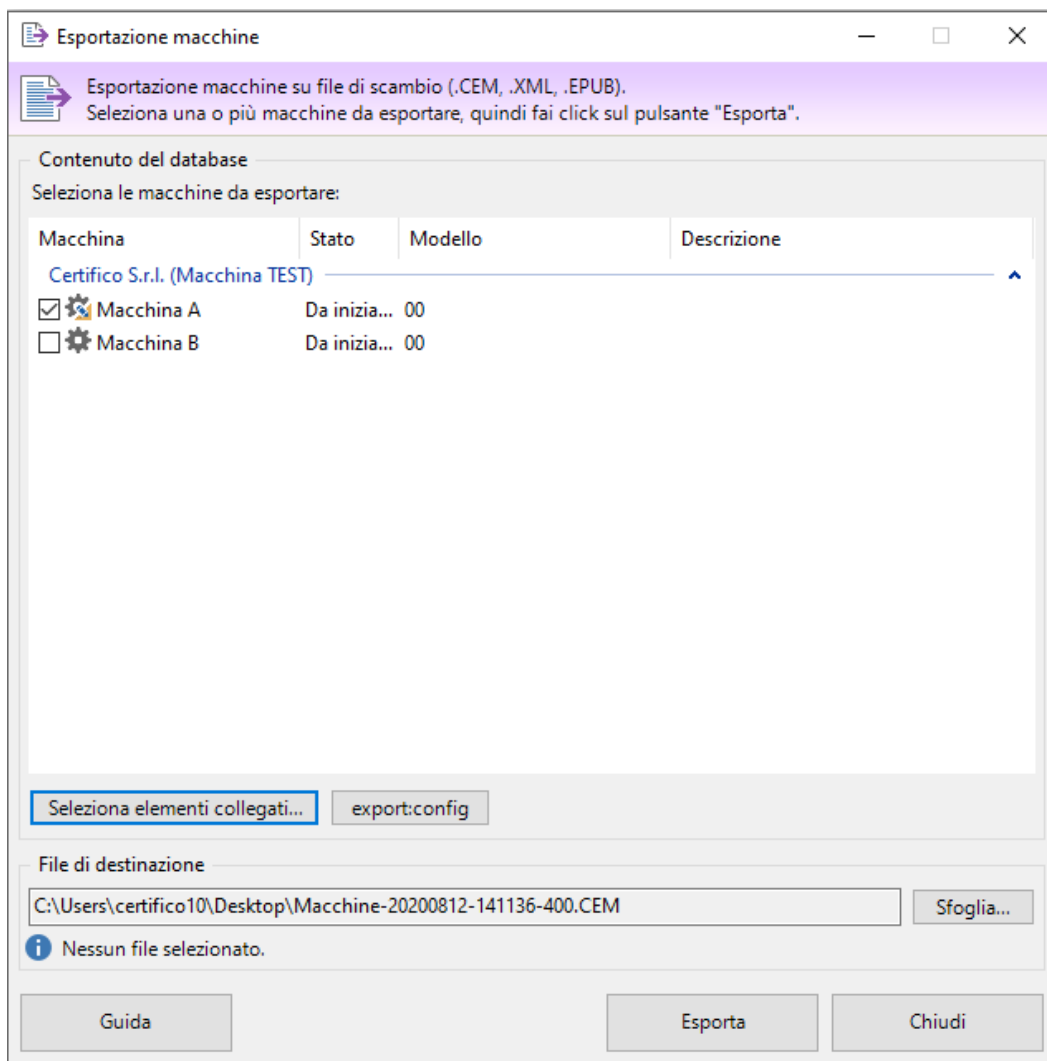 Esportazione macchine
Esportazione macchine su file di scambio (.CEM, .XML, .EPUB).
Seleziona una o più macchine da esportare, quindi fai click sul pulsante "Esporta".
Contenuto del database
Seleziona le macchine da esportare:
Macchina Stato Modello Descrizione
Certifico S.r.l. (Macchina TEST)
Macchina A Da inizia... 00
Macchina B Da inizia... 00
Seleziona elementi collegati... export:config
File di destinazione
C:\Users\certifico10\Desktop\Macchine-20200812-141136-400.CEM Sfoglia...
Nessun file selezionato.
Guida Esporta Chiudi